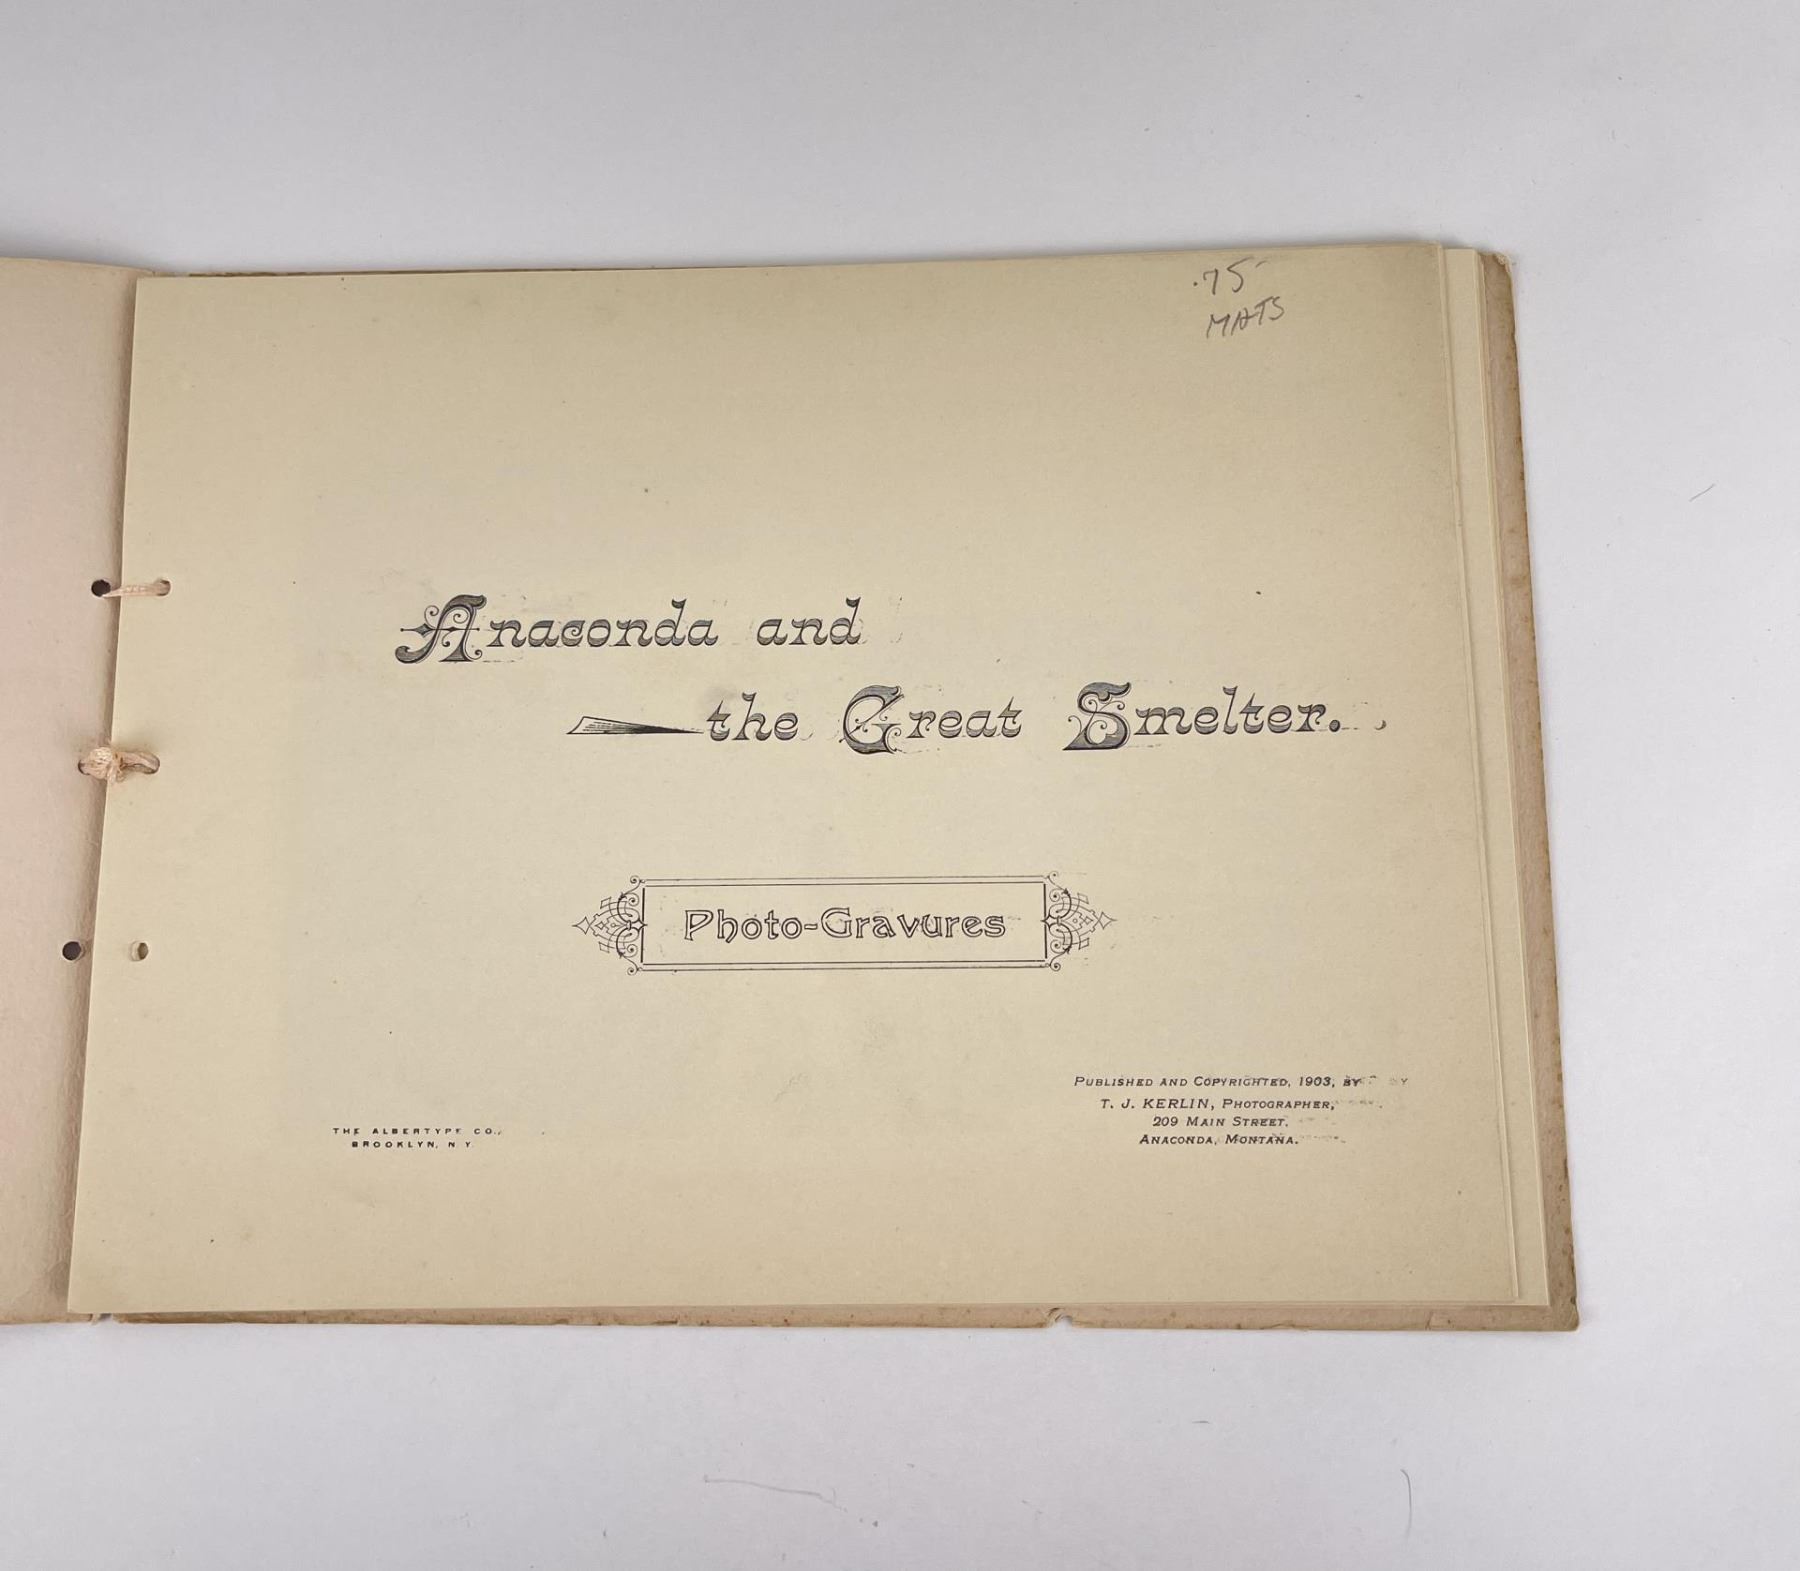 .75
MATS
Anaconda and
the Great Smelter.
Photo-Gravures
PUBLISHED AND COPYRIGHTED, 1903, BY
T. J. KERLIN, PHOTOGRAPHER,
209 MAIN STREET.
ANACONDA, MONTANA.
THE ALBERTYPE CO.,
BROOKLYN, N. Y.